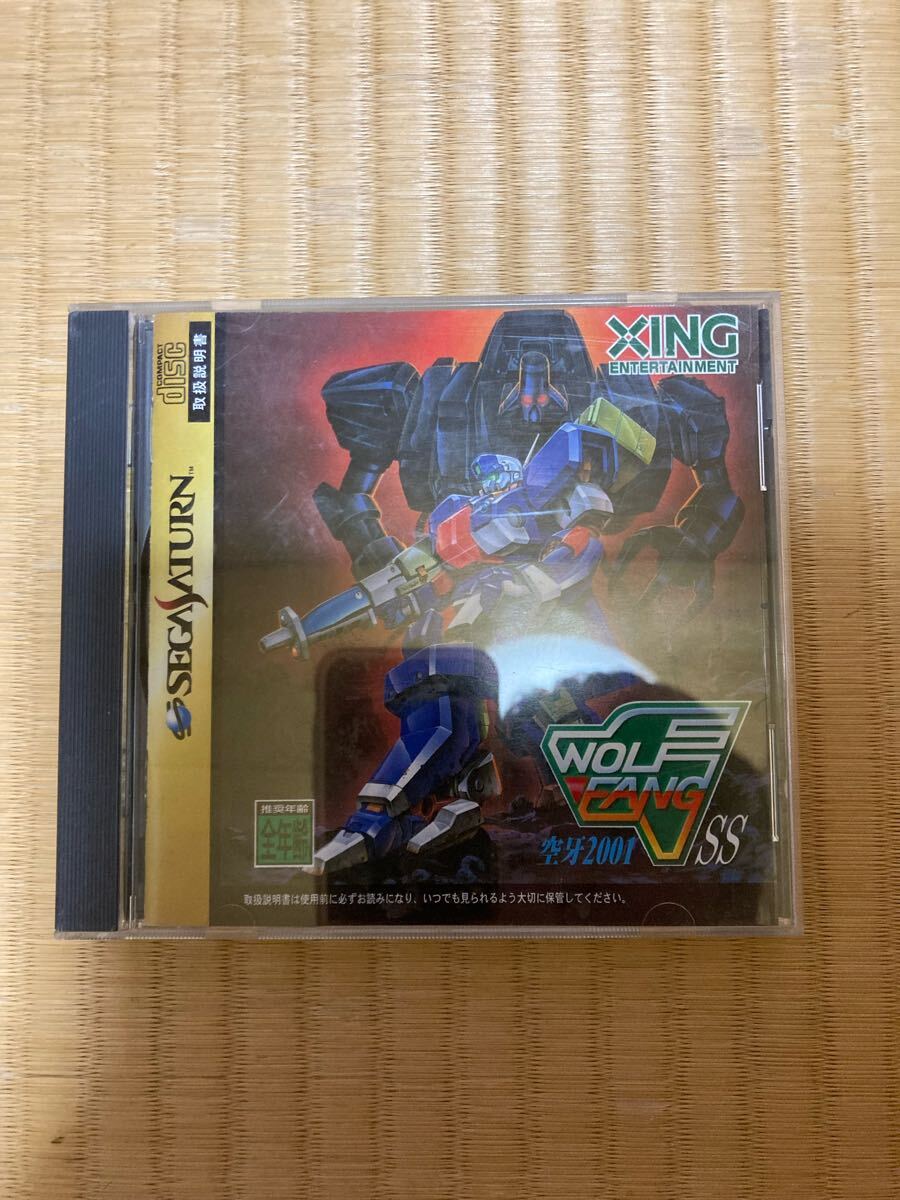 COMPACT
disc
取扱説明書
SEGA SATURN™
XING
ENTERTAINMENT
WOLF
FANG
空牙2001
SS
推奨年齢
全年齢
取扱説明書は使用前に必ずお読みになり、いつでも見られるよう大切に保管してください。